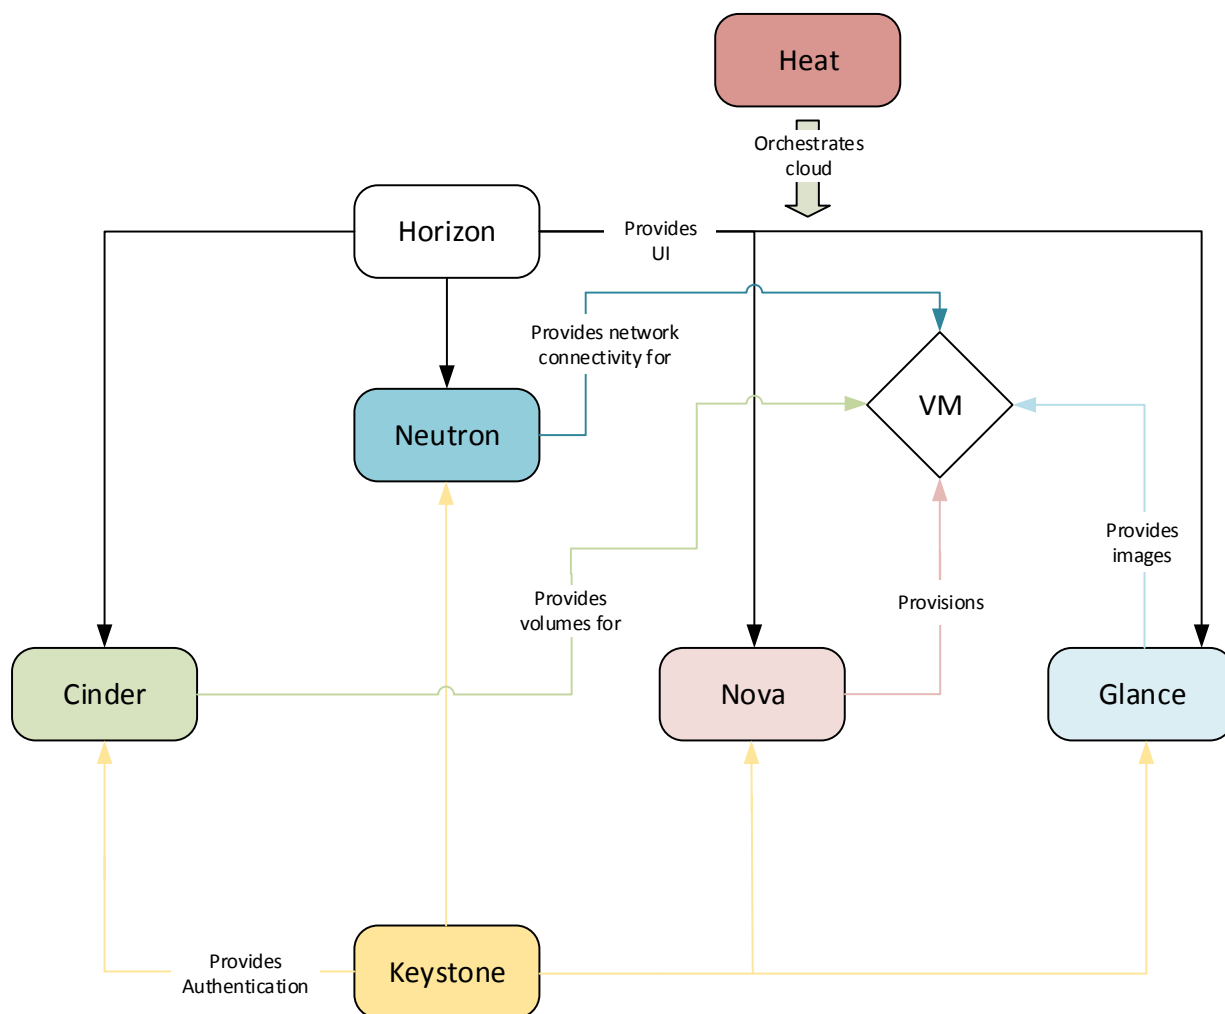 Heat
Orchestrates
cloud
Horizon
Provides
UI
Provides network
connectivity for
VM
Neutron
Provides
images
Provides
volumes for
Provisions
Cinder
Nova
Glance
Provides
Authentication
Keystone